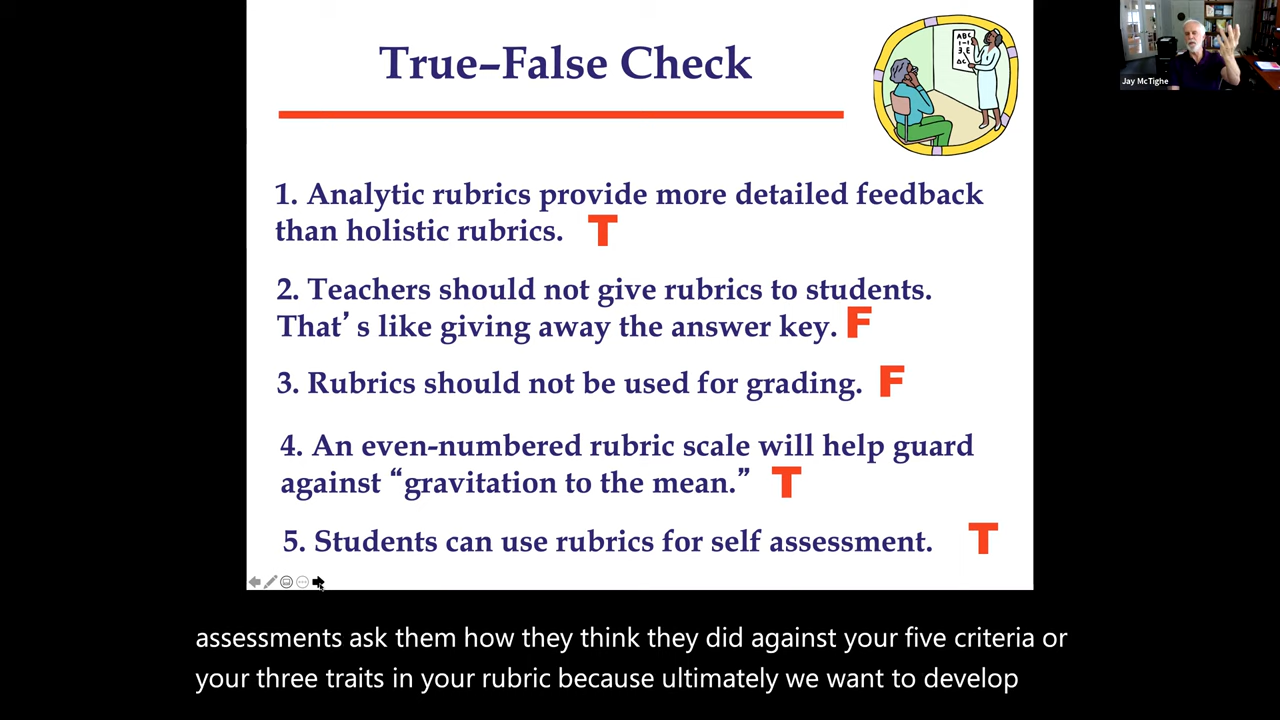 True–False Check
ABC
Jay McTighe
1. Analytic rubrics provide more detailed feedback
than holistic rubrics. T
2. Teachers should not give rubrics to students.
That’s like giving away the answer key. F
3. Rubrics should not be used for grading. F
4. An even-numbered rubric scale will help guard
against “gravitation to the mean.” T
5. Students can use rubrics for self assessment. T
assessments ask them how they think they did against your five criteria or
your three traits in your rubric because ultimately we want to develop